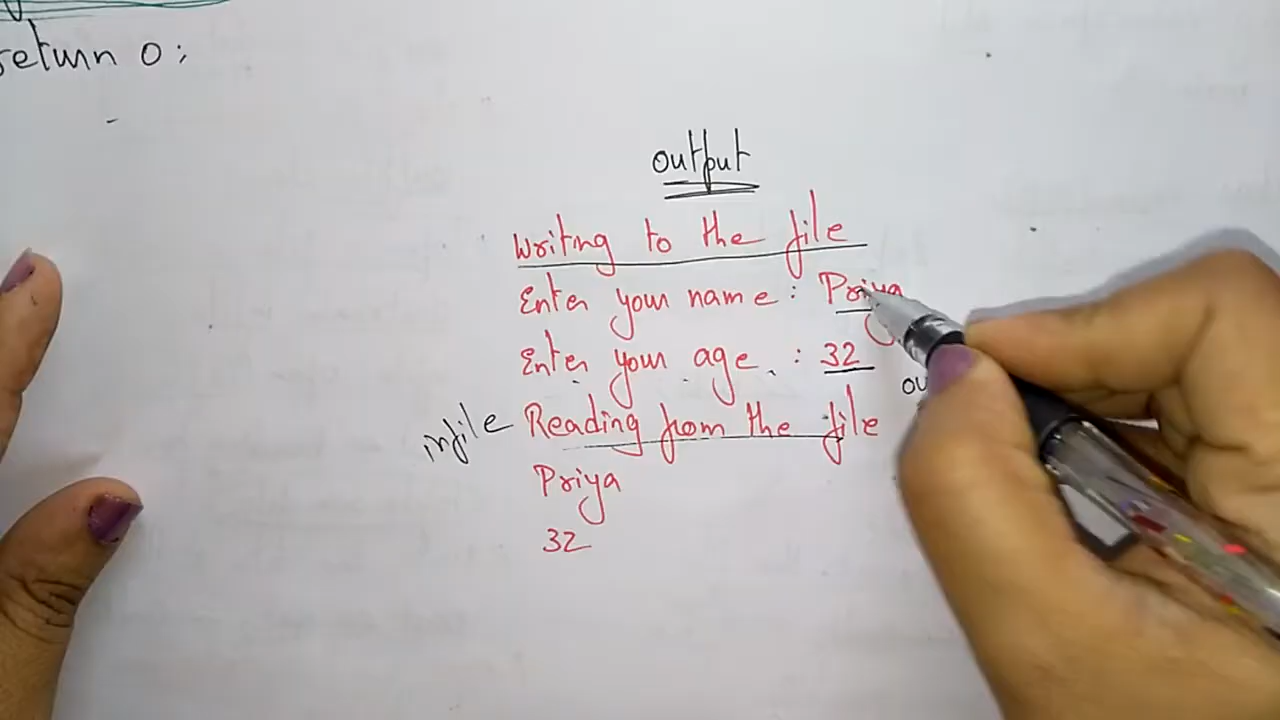 return 0;
output
Writing to the file
Enter your name : Priya
Enter your age : 32
infile Reading from the file
Priya
32